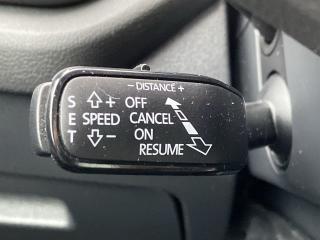 - DISTANCE +
S + OFF
E SPEED CANCEL
T - ON
RESUME